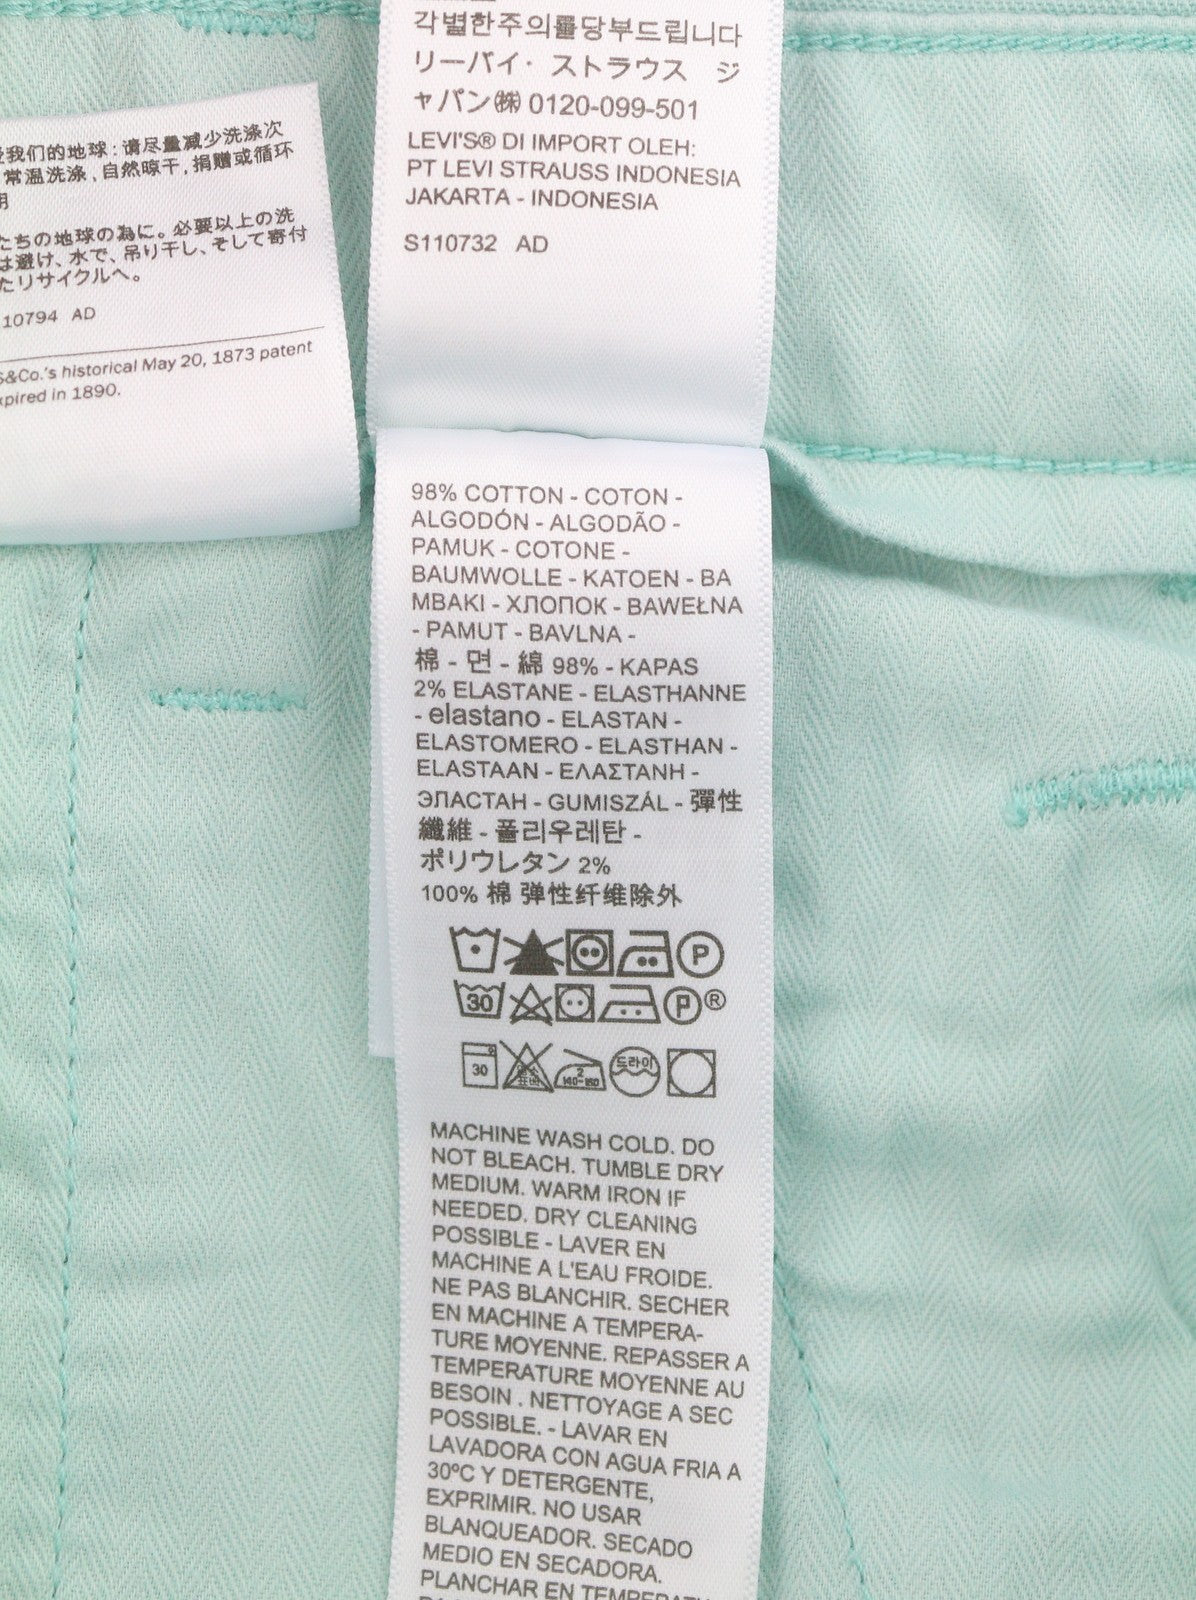 각별한주의를당부드립니다
リーバイ・ストラウス ジ
ャパン㈱ 0120-099-501
LEVI'S® DI IMPORT OLEH:
PT LEVI STRAUSS INDONESIA
JAKARTA - INDONESIA
S110732 AD
我们的地球:请尽量减少洗涤次
常温洗涤、自然晾干,捐赠或循环
用
たちの地球の為に。必要以上の洗
は避け、水で、吊り干し、そして寄付
たリサイクルへ。
10794 AD
S&Co.'s historical May 20, 1873 patent
xpired in 1890.
98% COTTON - COTON -
ALGODÓN - ALGODÃO -
PAMUK - COTONE -
BAUMWOLLE - KATOEN - BA
MBAKI - ХЛОПОК - BAWEŁNA
- PAMUT - BAVLNA -
棉 - 면 - 綿 98% - KAPAS
2% ELASTANE - ELASTHANNE
- elastano - ELASTAN -
ELASTOMERO - ELASTHAN -
ELASTAAN - ΕΛΑΣΤΑΝΗ -
ЭЛАСТАН - GUMISZÁL - 彈性
纖維 - 폴리우레탄 -
ポリウレタン 2%
100% 棉 弹性纤维除外
P
30 P ®
30 2 140-160 드라이
MACHINE WASH COLD. DO
NOT BLEACH. TUMBLE DRY
MEDIUM. WARM IRON IF
NEEDED. DRY CLEANING
POSSIBLE - LAVER EN
MACHINE A L'EAU FROIDE.
NE PAS BLANCHIR. SECHER
EN MACHINE A TEMPERA-
TURE MOYENNE. REPASSER A
TEMPERATURE MOYENNE AU
BESOIN . NETTOYAGE A SEC
POSSIBLE. - LAVAR EN
LAVADORA CON AGUA FRIA A
30ºC Y DETERGENTE,
EXPRIMIR. NO USAR
BLANQUEADOR. SECADO
MEDIO EN SECADORA.
PLANCHAR EN TEMPERATU